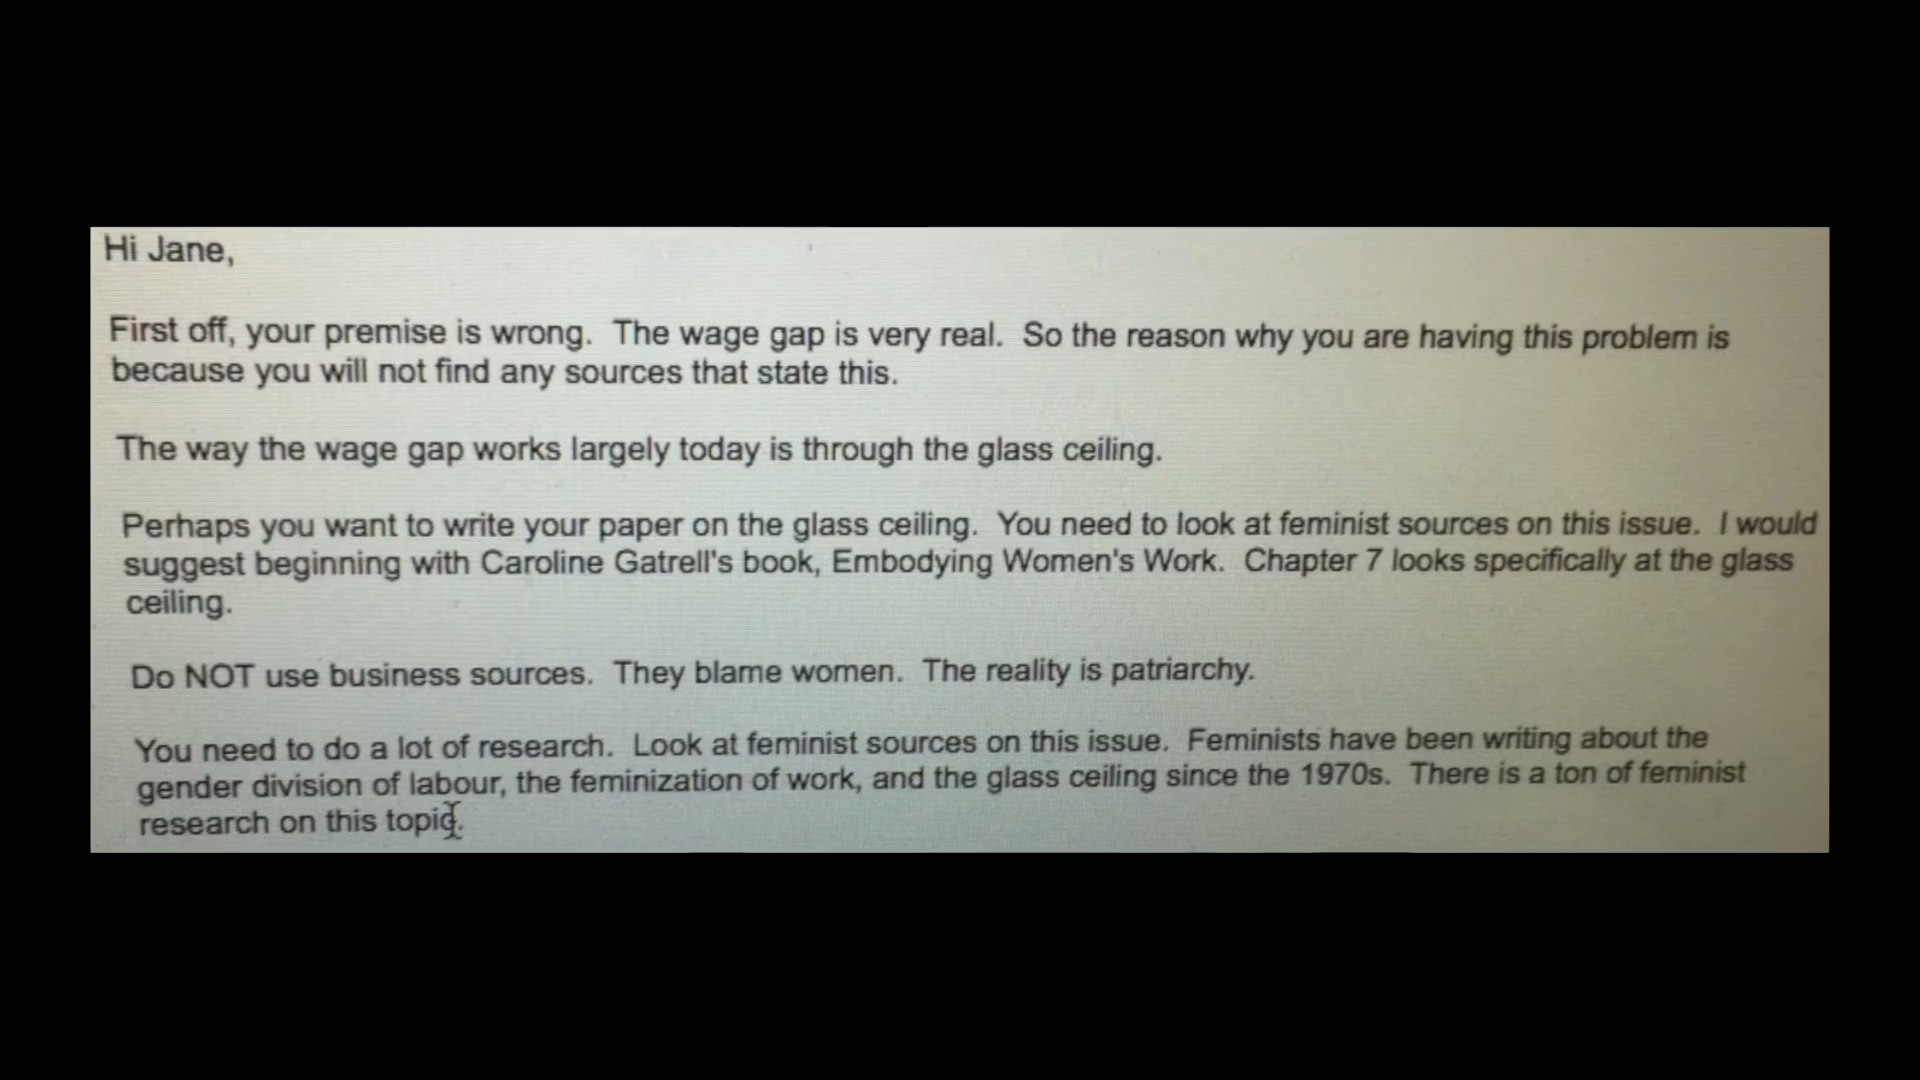 Hi Jane,
First off, your premise is wrong. The wage gap is very real. So the reason why you are having this problem is
because you will not find any sources that state this.
The way the wage gap works largely today is through the glass ceiling.
Perhaps you want to write your paper on the glass ceiling. You need to look at feminist sources on this issue. I would
suggest beginning with Caroline Gatrell's book, Embodying Women's Work. Chapter 7 looks specifically at the glass
ceiling.
Do NOT use business sources. They blame women. The reality is patriarchy.
You need to do a lot of research. Look at feminist sources on this issue. Feminists have been writing about the
gender division of labour, the feminization of work, and the glass ceiling since the 1970s. There is a ton of feminist
research on this topic.